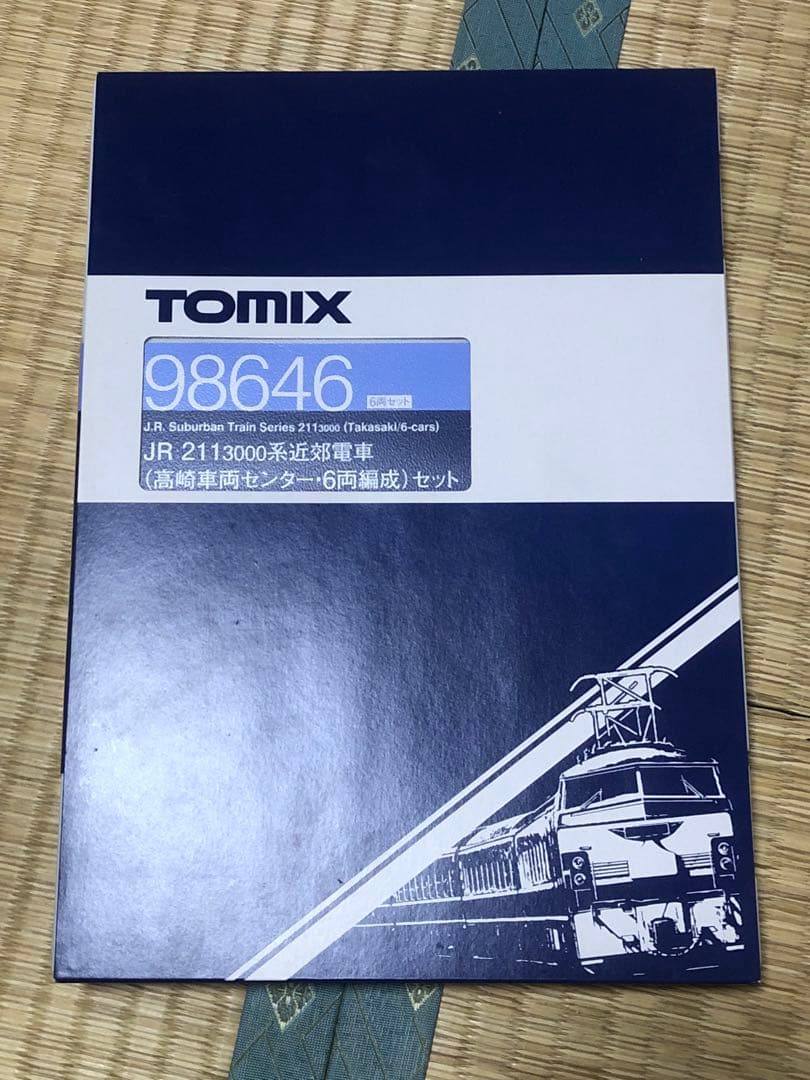 TOMIX
98646 6両セット
J.R. Suburban Train Series 2113000 (Takasaki/6-cars)
JR 2113000系近郊電車
(高崎車両センター・6両編成)セット